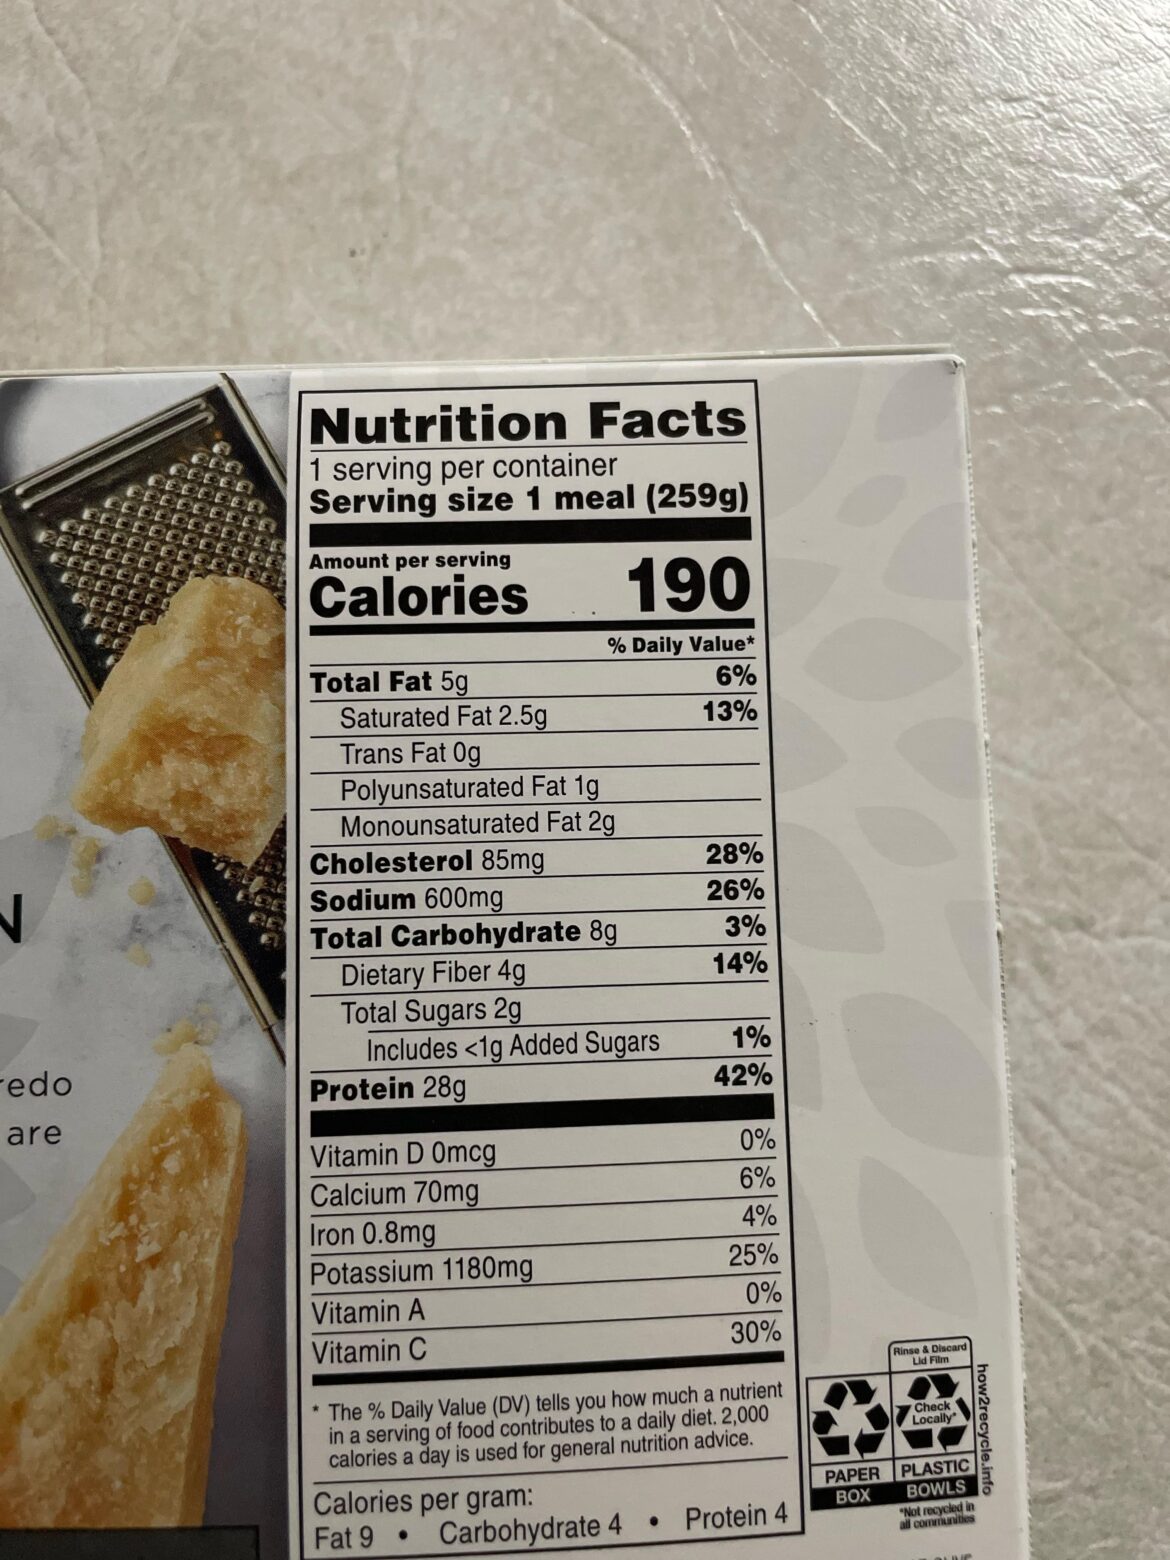 N
redo
are
Nutrition Facts
1 serving per container
Serving size 1 meal (259g)
Amount per serving
Calories 190
% Daily Value*
Total Fat 5g 6%
Saturated Fat 2.5g 13%
Trans Fat 0g
Polyunsaturated Fat 1g
Monounsaturated Fat 2g
Cholesterol 85mg 28%
Sodium 600mg 26%
Total Carbohydrate 8g 3%
Dietary Fiber 4g 14%
Total Sugars 2g
Includes <1g Added Sugars 1%
Protein 28g 42%
Vitamin D 0mcg 0%
Calcium 70mg 6%
Iron 0.8mg 4%
Potassium 1180mg 25%
Vitamin A 0%
Vitamin C 30%
* The % Daily Value (DV) tells you how much a nutrient
in a serving of food contributes to a daily diet. 2,000
calories a day is used for general nutrition advice.
Calories per gram:
Fat 9 • Carbohydrate 4 • Protein 4
Rinse & Discard
Lid Film
Check
Locally*
PAPER
BOX
PLASTIC
BOWLS
*Not recycled in
all communities
how2recycle.info